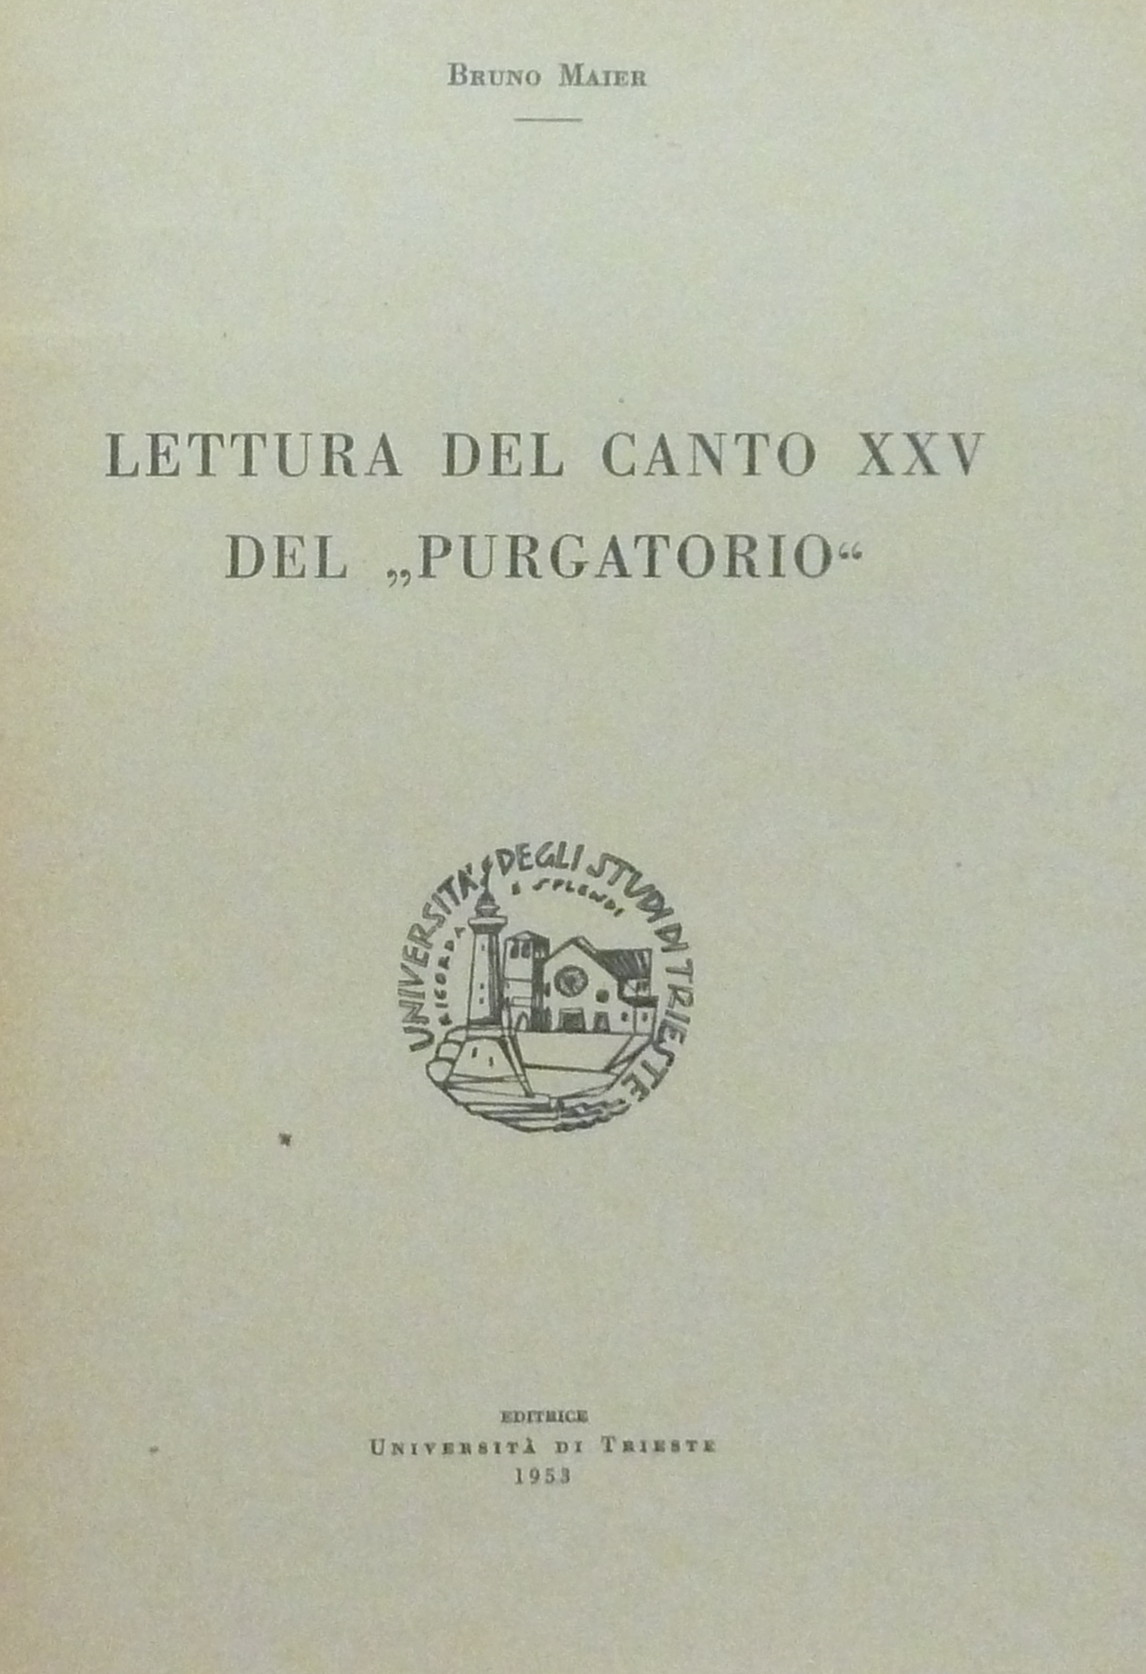 BRUNO MAIER
LETTURA DEL CANTO XXV
DEL „PURGATORIO“
UNIVERSITÀ DEGLI STUDI DI TRIESTE
RICORDA E SPLENDI
EDITRICE
UNIVERSITÀ DI TRIESTE
1953